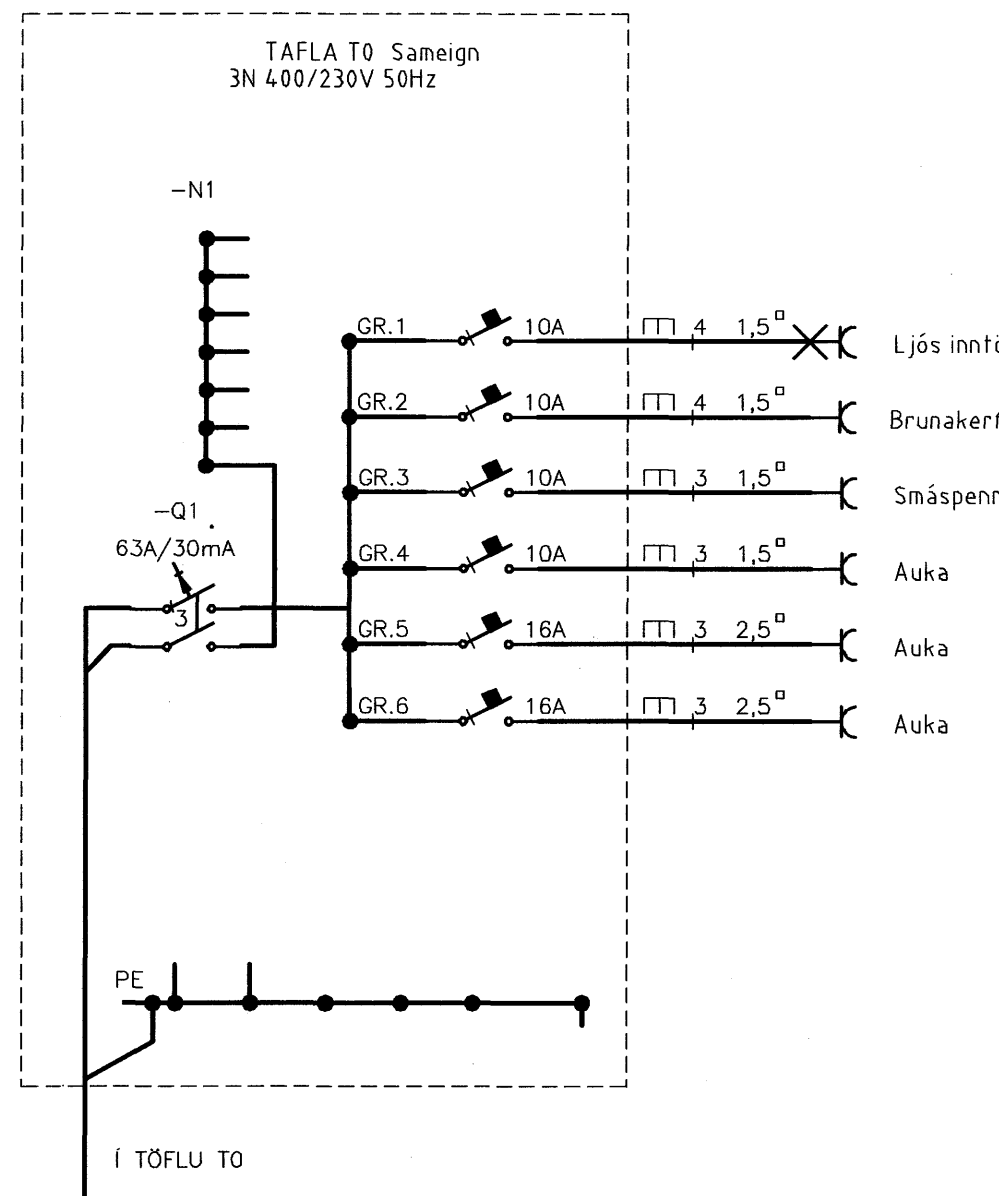 TAFLA T0 Sameign
3N 400/230V 50Hz
-N1
GR.1 10A 4 1,5□ Ljós
GR.2 10A 4 1,5□
GR.3 10A 3 1,5□
-Q1
63A/30mA
GR.4 10A 3 1,5□ Auka
3
GR.5 16A 3 2,5□ Auka
GR.6 16A 3 2,5□ Auka
PE
Í TÖFLU T0